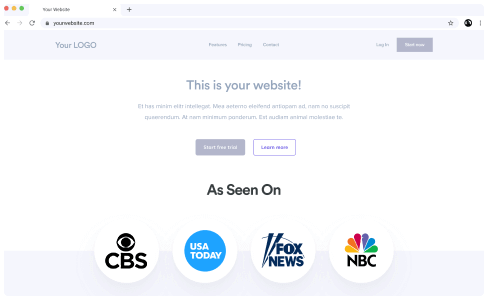 Your Website
yourwebsite.com
Your LOGO
Features Pricing Contact
Log In
Start now
This is your website!
Et has minim elitr intellegat. Mea aeterno eleifend antiopam ad, nam no suscipit
quaerendum. At nam minimum ponderum. Est audiam animal molestiae te.
Start free trial
Learn more
As Seen On
CBS
USA
TODAY
FOX
NEWS
NBC